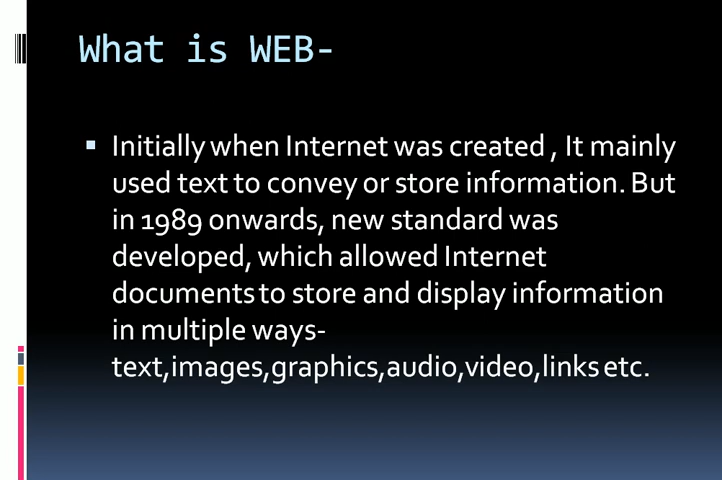 What is WEB-
Initially when Internet was created , It mainly
used text to convey or store information. But
in 1989 onwards, new standard was
developed, which allowed Internet
documents to store and display information
in multiple ways-
text,images,graphics,audio,video,links etc.